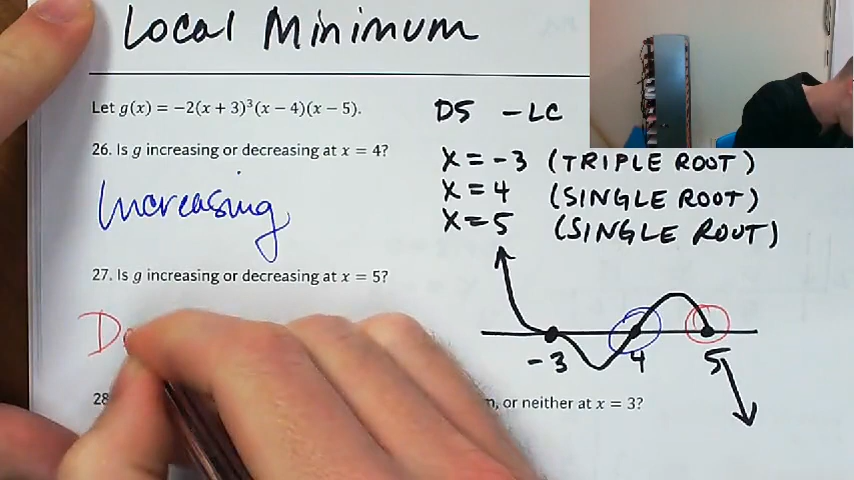 Local Minimum
Let g(x) = −2(x + 3)³(x − 4)(x − 5).
D5 −LC
26. Is g increasing or decreasing at x = 4?
X = −3 (TRIPLE ROOT)
X = 4 (SINGLE ROOT)
X = 5 (SINGLE ROOT)
Increasing
27. Is g increasing or decreasing at x = 5?
−3 4 5
D
28
, or neither at x = 3?